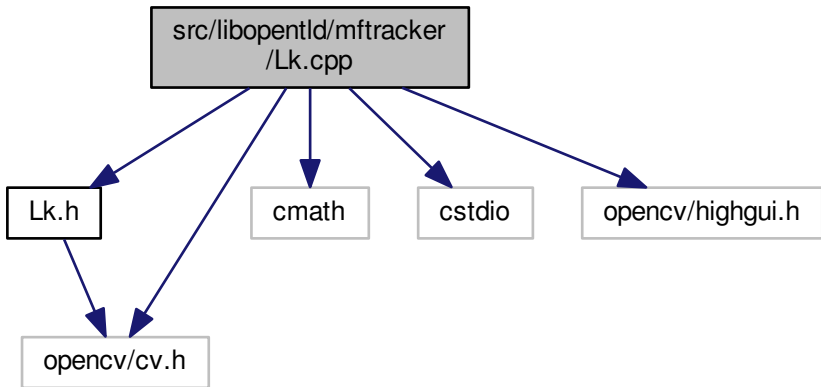 src/libopentld/mftracker
/Lk.cpp
Lk.h
cmath
cstdio
opencv/highgui.h
opencv/cv.h